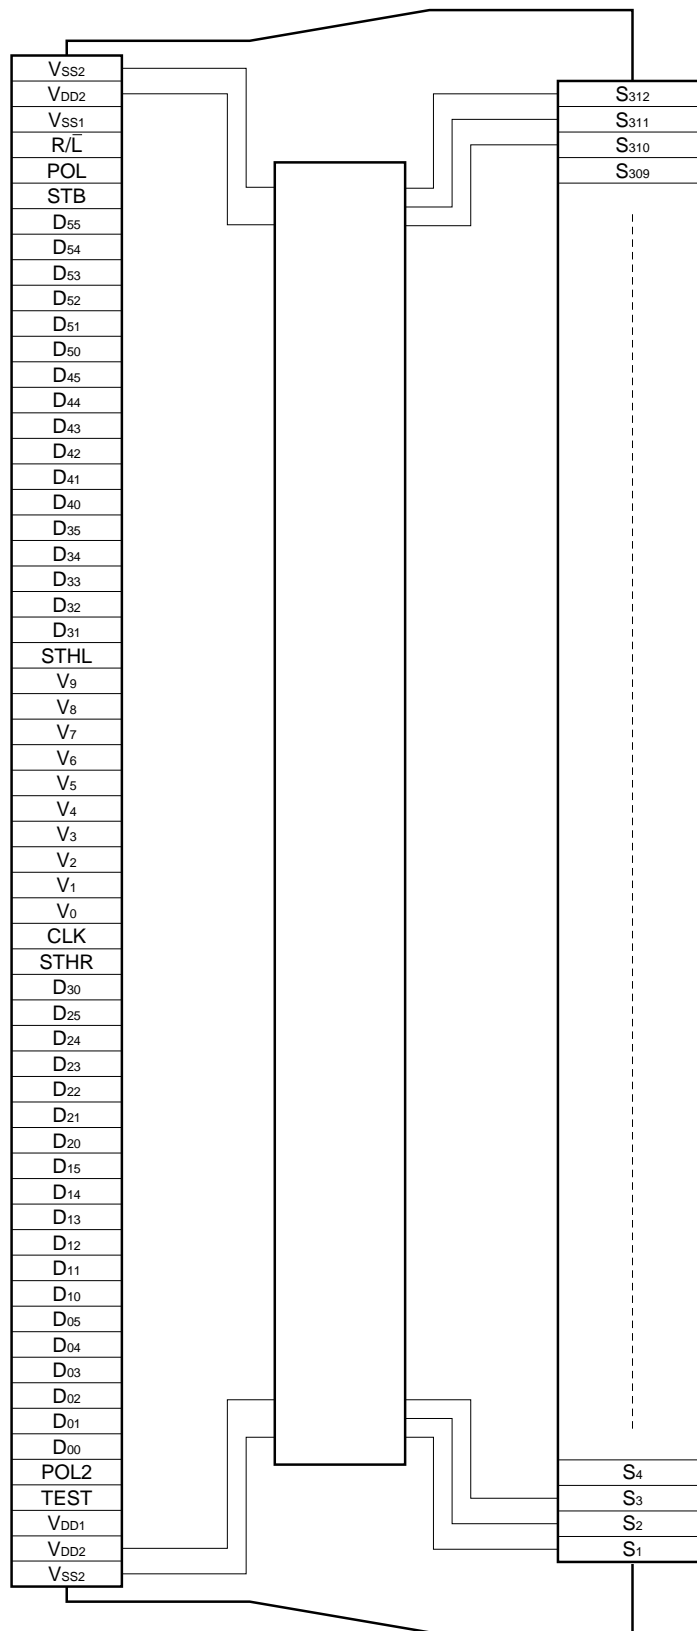 VSS2
VDD2
VSS1
R/L̅
POL
STB
D55
D54
D53
D52
D51
D50
D45
D44
D43
D42
D41
D40
D35
D34
D33
D32
D31
STHL
V9
V8
V7
V6
V5
V4
V3
V2
V1
V0
CLK
STHR
D30
D25
D24
D23
D22
D21
D20
D15
D14
D13
D12
D11
D10
D05
D04
D03
D02
D01
D00
POL2
TEST
VDD1
VDD2
VSS2
S312
S311
S310
S309
S4
S3
S2
S1